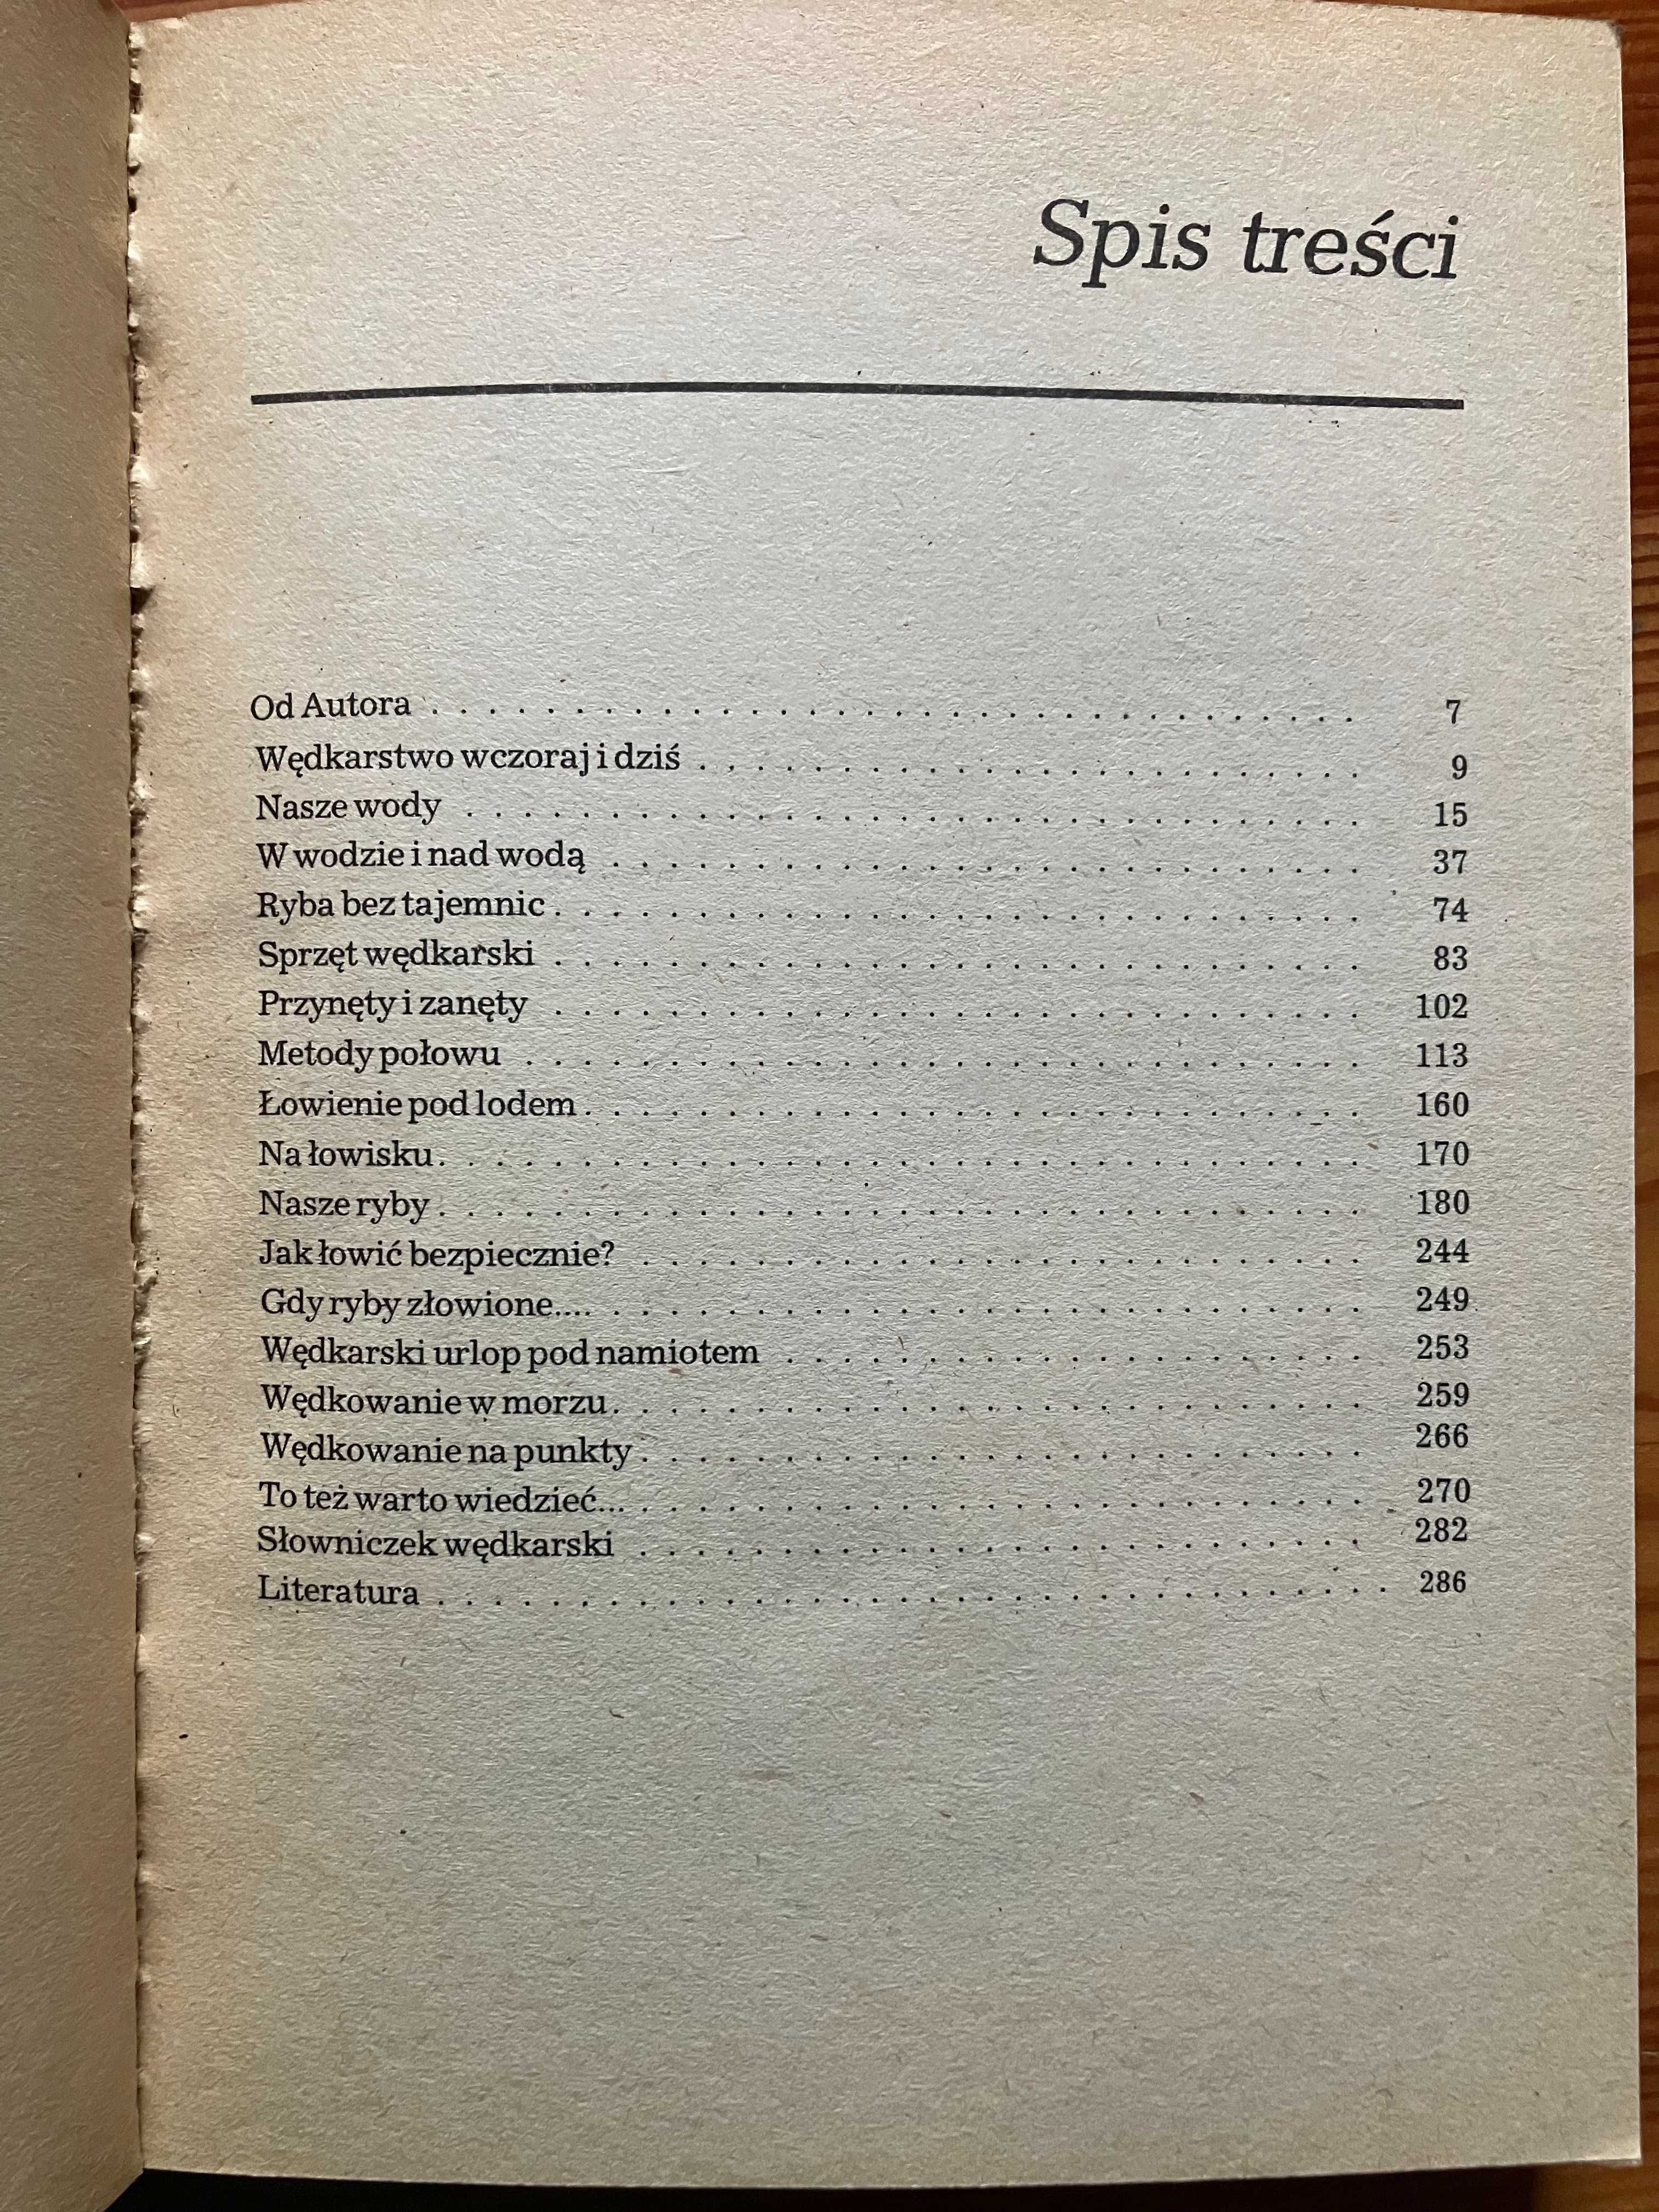 Spis treści
Od Autora . . . . . . . . . . . . . . . . . . . . . . . . . . . . . . . . 7
Wędkarstwo wczoraj i dziś . . . . . . . . . . . . . . . . . . . . . . . 9
Nasze wody . . . . . . . . . . . . . . . . . . . . . . . . . . . . . . . 15
W wodzie i nad wodą . . . . . . . . . . . . . . . . . . . . . . . . . . 37
Ryba bez tajemnic . . . . . . . . . . . . . . . . . . . . . . . . . . . . 74
Sprzęt wędkarski . . . . . . . . . . . . . . . . . . . . . . . . . . . . 83
Przynęty i zanęty . . . . . . . . . . . . . . . . . . . . . . . . . . . . 102
Metody połowu . . . . . . . . . . . . . . . . . . . . . . . . . . . . . 113
Łowienie pod lodem . . . . . . . . . . . . . . . . . . . . . . . . . . . 160
Na łowisku . . . . . . . . . . . . . . . . . . . . . . . . . . . . . . . . 170
Nasze ryby . . . . . . . . . . . . . . . . . . . . . . . . . . . . . . . . 180
Jak łowić bezpiecznie? . . . . . . . . . . . . . . . . . . . . . . . . . 244
Gdy ryby złowione... . . . . . . . . . . . . . . . . . . . . . . . . . . . 249
Wędkarski urlop pod namiotem . . . . . . . . . . . . . . . . . . . . 253
Wędkowanie w morzu . . . . . . . . . . . . . . . . . . . . . . . . . . 259
Wędkowanie na punkty . . . . . . . . . . . . . . . . . . . . . . . . . 266
To też warto wiedzieć... . . . . . . . . . . . . . . . . . . . . . . . . . 270
Słowniczek wędkarski . . . . . . . . . . . . . . . . . . . . . . . . . 282
Literatura . . . . . . . . . . . . . . . . . . . . . . . . . . . . . . . . . 286